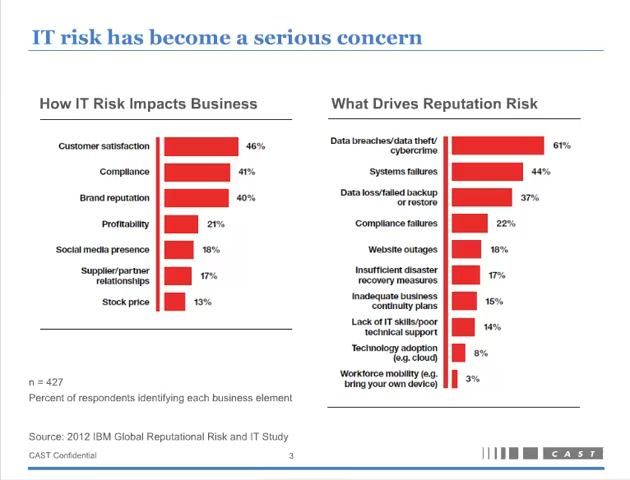 IT risk has become a serious concern
How IT Risk Impacts Business
Customer satisfaction 46%
Compliance 41%
Brand reputation 40%
Profitability 21%
Social media presence 18%
Supplier/partner
relationships 17%
Stock price 13%
What Drives Reputation Risk
Data breaches/data theft/
cybercrime 61%
Systems failures 44%
Data loss/failed backup
or restore 37%
Compliance failures 22%
Website outages 18%
Insufficient disaster
recovery measures 17%
Inadequate business
continuity plans 15%
Lack of IT skills/poor
technical support 14%
Technology adoption
(e.g. cloud) 8%
Workforce mobility (e.g.
bring your own device) 3%
n = 427
Percent of respondents identifying each business element
Source: 2012 IBM Global Reputational Risk and IT Study
CAST Confidential
3
CAST